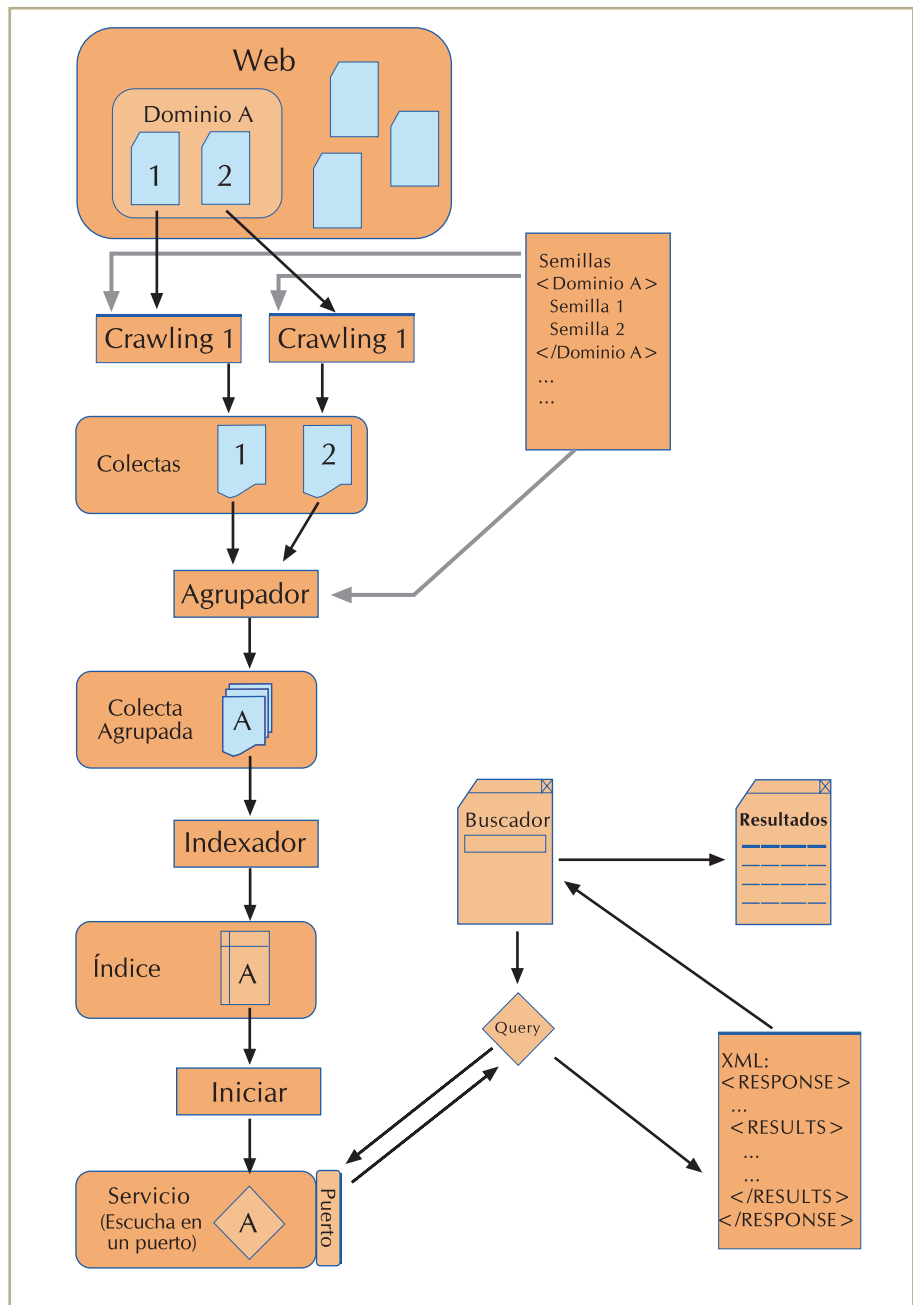 Web
Dominio A
1
2
Semillas
<Dominio A>
Semilla 1
Semilla 2
</Dominio A>
...
...
Crawling 1
Crawling 1
Colectas
1
2
Agrupador
Colecta
Agrupada
A
Indexador
Índice
A
Iniciar
Servicio
(Escucha en
un puerto)
A
Puerto
Buscador
Resultados
Query
XML:
<RESPONSE>
...
<RESULTS>
...
...
</RESULTS>
</RESPONSE>